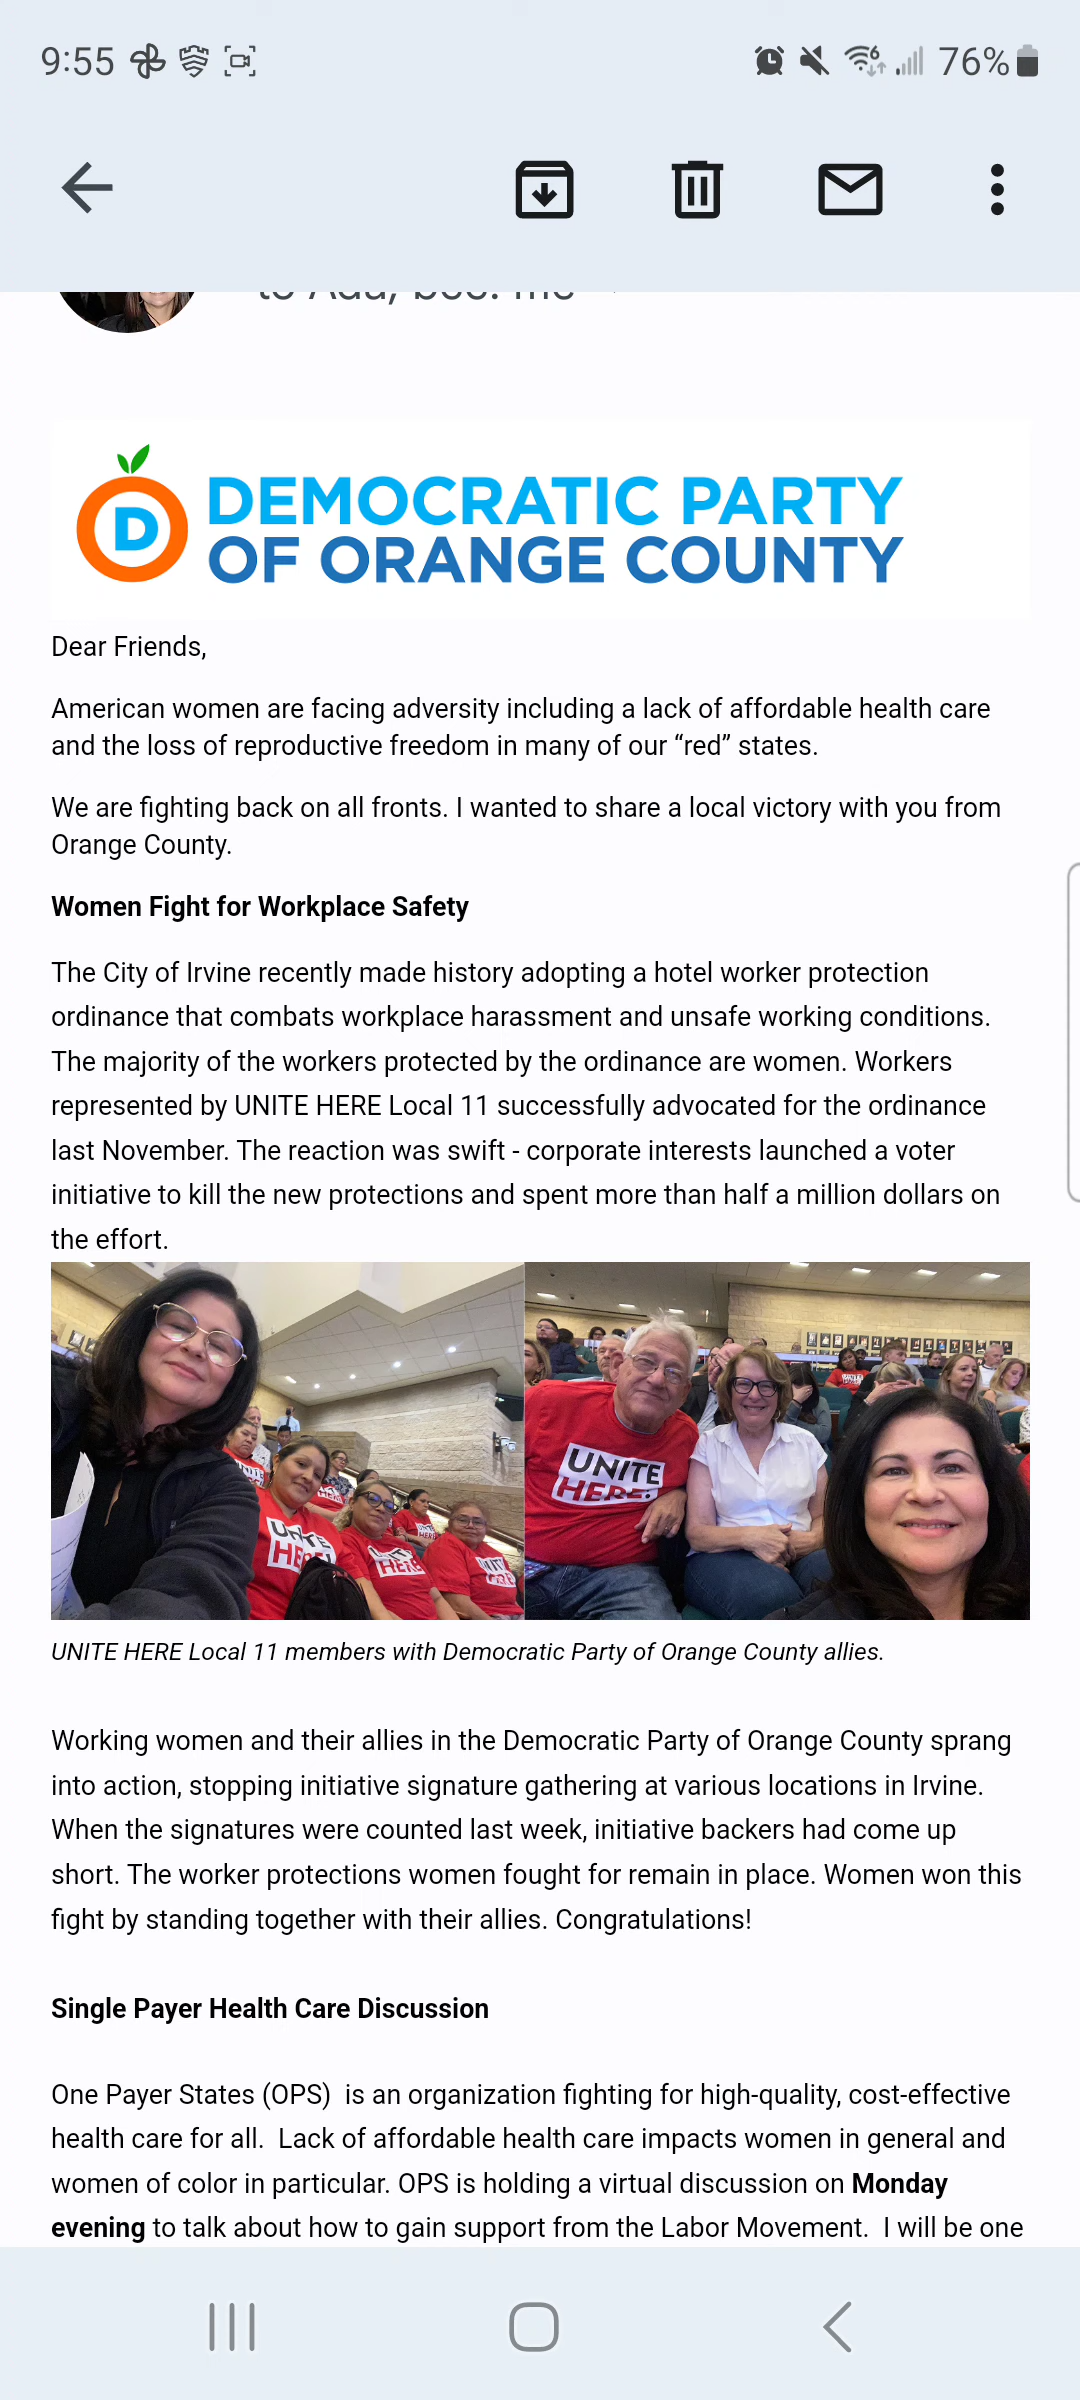 9:55
76%
D
DEMOCRATIC PARTY
OF ORANGE COUNTY
Dear Friends,
American women are facing adversity including a lack of affordable health care
and the loss of reproductive freedom in many of our “red” states.
We are fighting back on all fronts. I wanted to share a local victory with you from
Orange County.
Women Fight for Workplace Safety
The City of Irvine recently made history adopting a hotel worker protection
ordinance that combats workplace harassment and unsafe working conditions.
The majority of the workers protected by the ordinance are women. Workers
represented by UNITE HERE Local 11 successfully advocated for the ordinance
last November. The reaction was swift - corporate interests launched a voter
initiative to kill the new protections and spent more than half a million dollars on
the effort.
UNITE
HERE!
UNITE HERE Local 11 members with Democratic Party of Orange County allies.
Working women and their allies in the Democratic Party of Orange County sprang
into action, stopping initiative signature gathering at various locations in Irvine.
When the signatures were counted last week, initiative backers had come up
short. The worker protections women fought for remain in place. Women won this
fight by standing together with their allies. Congratulations!
Single Payer Health Care Discussion
One Payer States (OPS)  is an organization fighting for high-quality, cost-effective
health care for all.  Lack of affordable health care impacts women in general and
women of color in particular. OPS is holding a virtual discussion on Monday
evening to talk about how to gain support from the Labor Movement.  I will be one